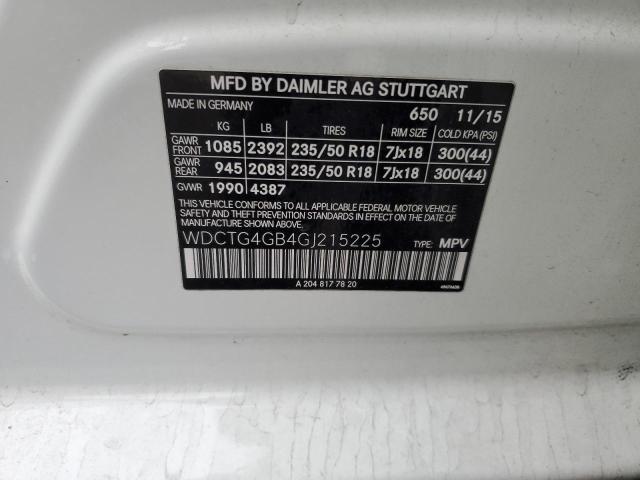 MFD BY DAIMLER AG STUTTGART
MADE IN GERMANY 650 11/15
KG LB TIRES RIM SIZE COLD KPA (PSI)
GAWR FRONT 1085 2392 235/50 R18 7Jx18 300(44)
GAWR REAR 945 2083 235/50 R18 7Jx18 300(44)
GVWR 1990 4387
THIS VEHICLE CONFORMS TO ALL APPLICABLE FEDERAL MOTOR VEHICLE
SAFETY, BUMPER, AND THEFT PREVENTION STANDARDS IN EFFECT
ON THE DATE OF MANUFACTURE SHOWN ABOVE.
WDCTG4GB4GJ215225 TYPE: MPV
A 204 817 78 20